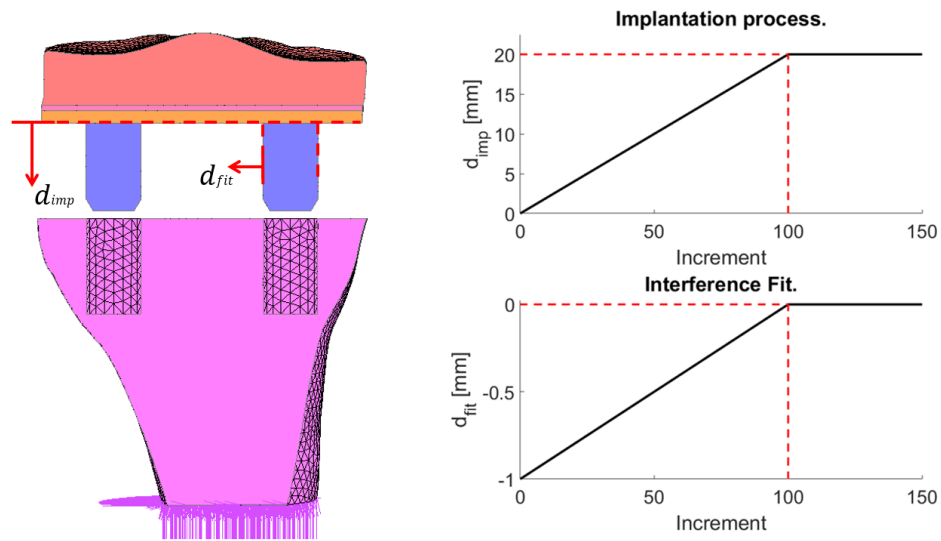 d_imp
d_fit
Implantation process.
20
15
10
5
0
d_imp [mm]
0
50
100
150
Increment
Interference Fit.
0
-0.5
-1
d_fit [mm]
0
50
100
150
Increment